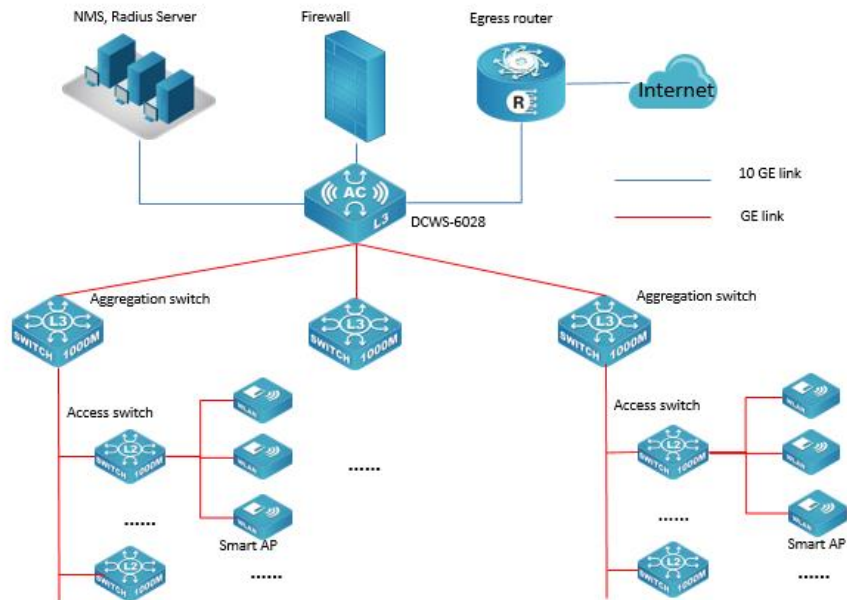 NMS, Radius Server
Firewall
Egress router
R
Internet
AC
L3
DCWS-6028
10 GE link
GE link
Aggregation switch
L3
SWITCH 1000M
L3
SWITCH 1000M
Aggregation switch
L3
SWITCH 1000M
Access switch
L2
SWITCH 1000M
WLAN
WLAN
WLAN
Smart AP
......
......
L2
SWITCH 1000M
......
Access switch
L2
SWITCH 1000M
WLAN
WLAN
WLAN
Smart AP
......
L2
SWITCH 1000M
......